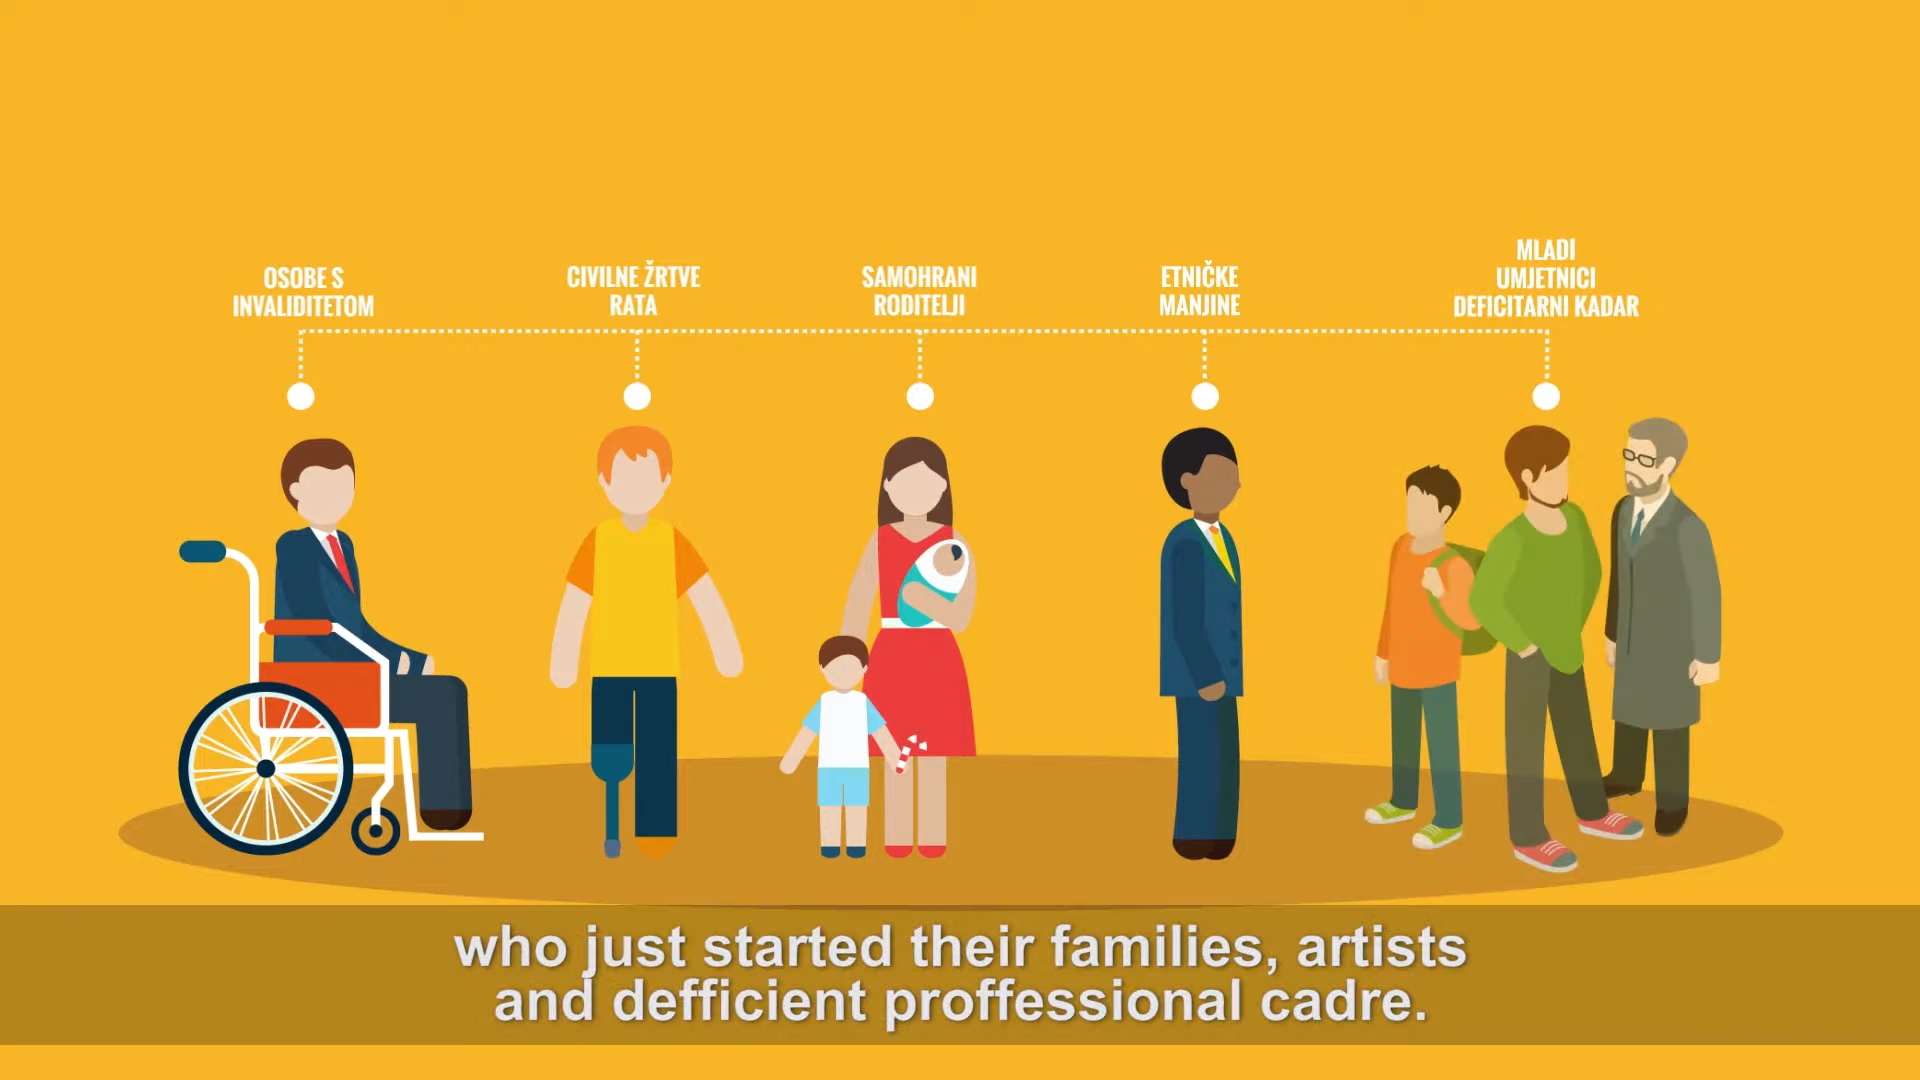 OSOBE S
INVALIDITETOM
CIVILNE ŽRTVE
RATA
SAMOHRANI
RODITELJI
ETNIČKE
MANJINE
MLADI
UMJETNICI
DEFICITARNI KADAR
who just started their families, artists
and defficient proffessional cadre.